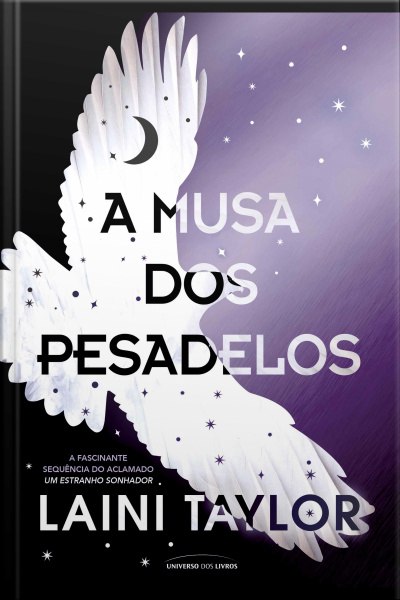 A MUSA
DOS
PESADELOS
A FASCINANTE
SEQUÊNCIA DO ACLAMADO
UM ESTRANHO SONHADOR
LAINI TAYLOR
UNIVERSO DOS LIVROS